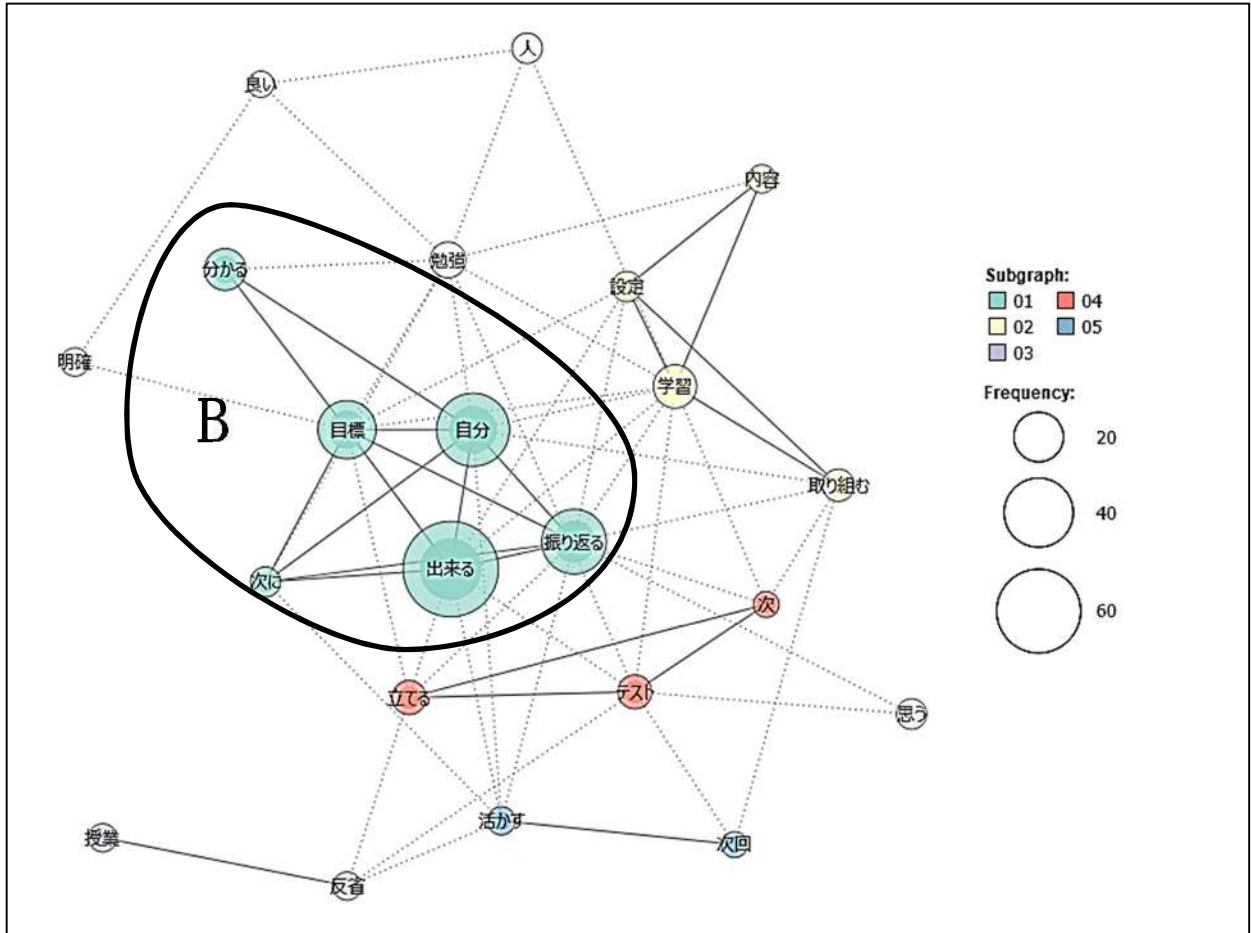 人
良い
内容
勉強
分かる
設定
明確
学習
目標
自分
取り組む
B
振り返る
出来る
次に
次
立てる
テスト
思う
活かす
授業
次回
反省
Subgraph:
01 04
02 05
03
Frequency:
20
40
60